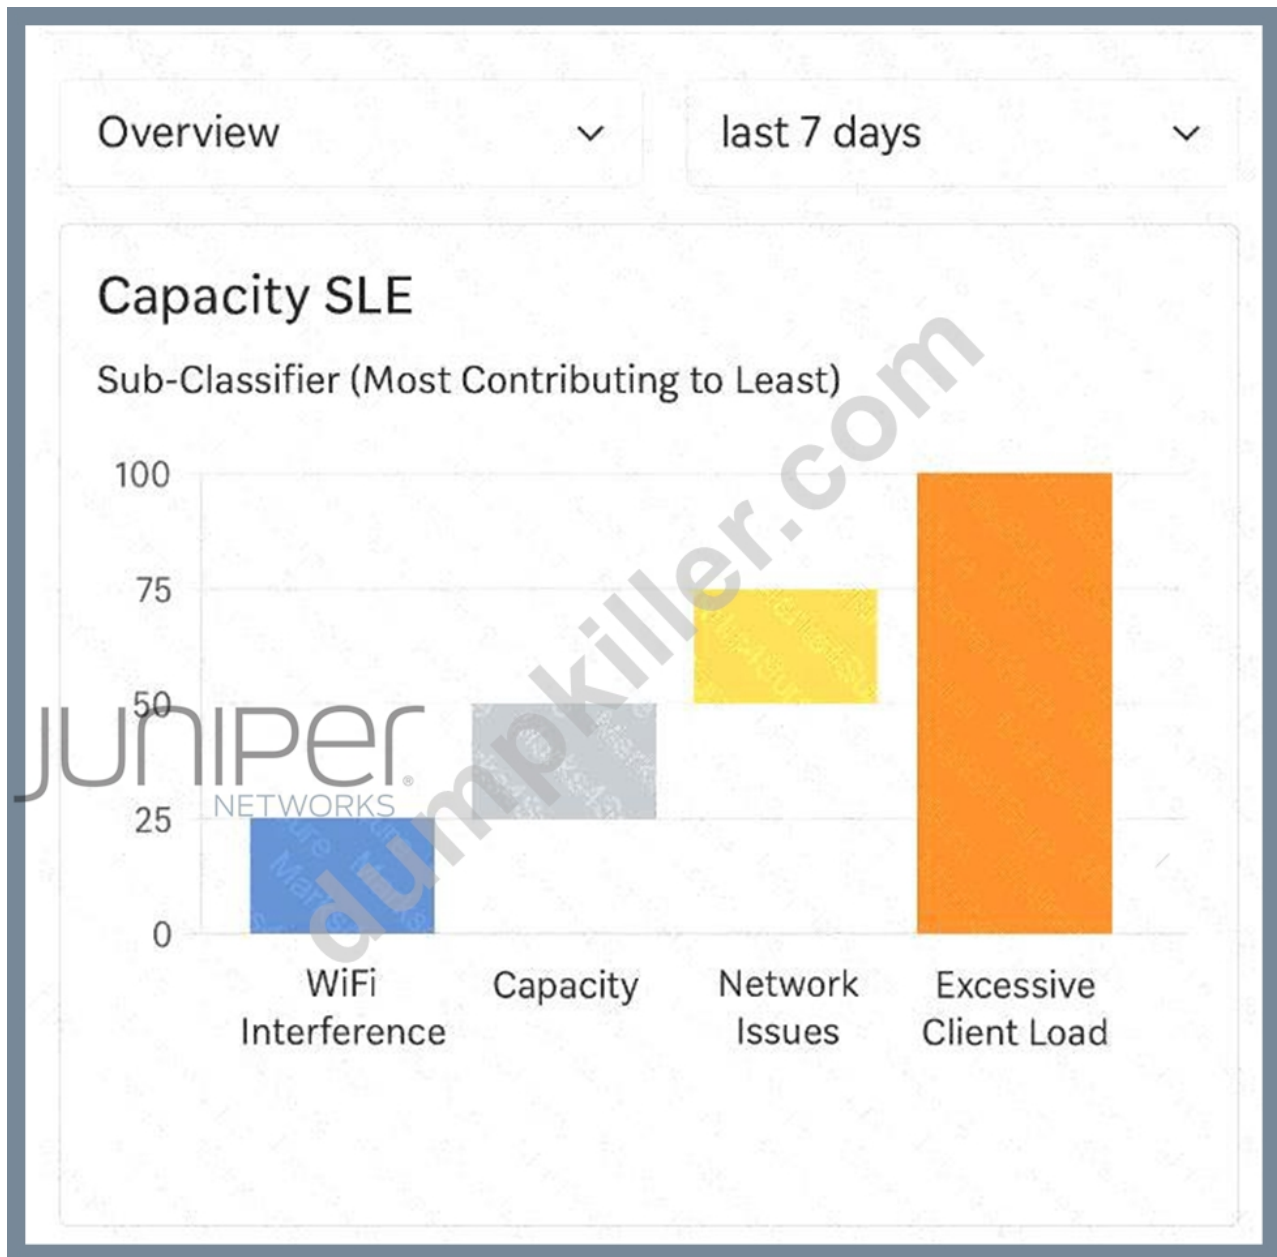 Overview
last 7 days
Capacity SLE
Sub-Classifier (Most Contributing to Least)
100
75
50
25
0
JUNIPER
NETWORKS
WiFi
Interference
Capacity
Network
Issues
Excessive
Client Load
dumpkiller.com